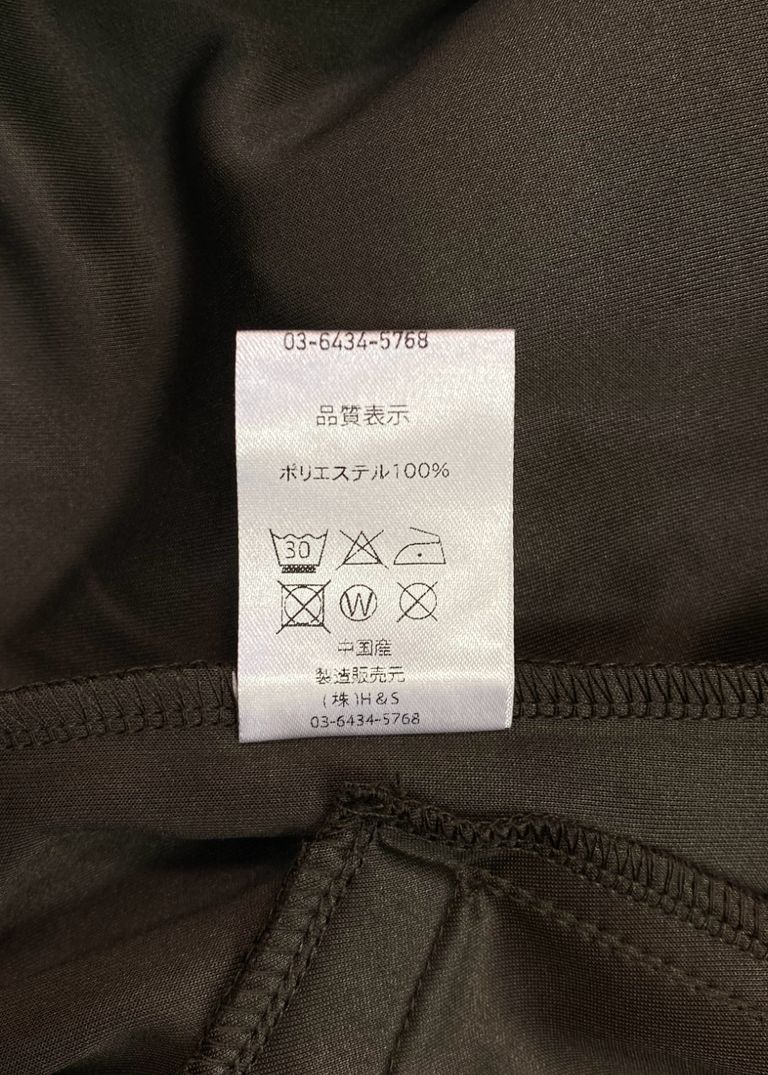 03-6434-5768
品質表示
ポリエステル100%
30
W
中国産
製造販売元
(株)H&S
03-6434-5768